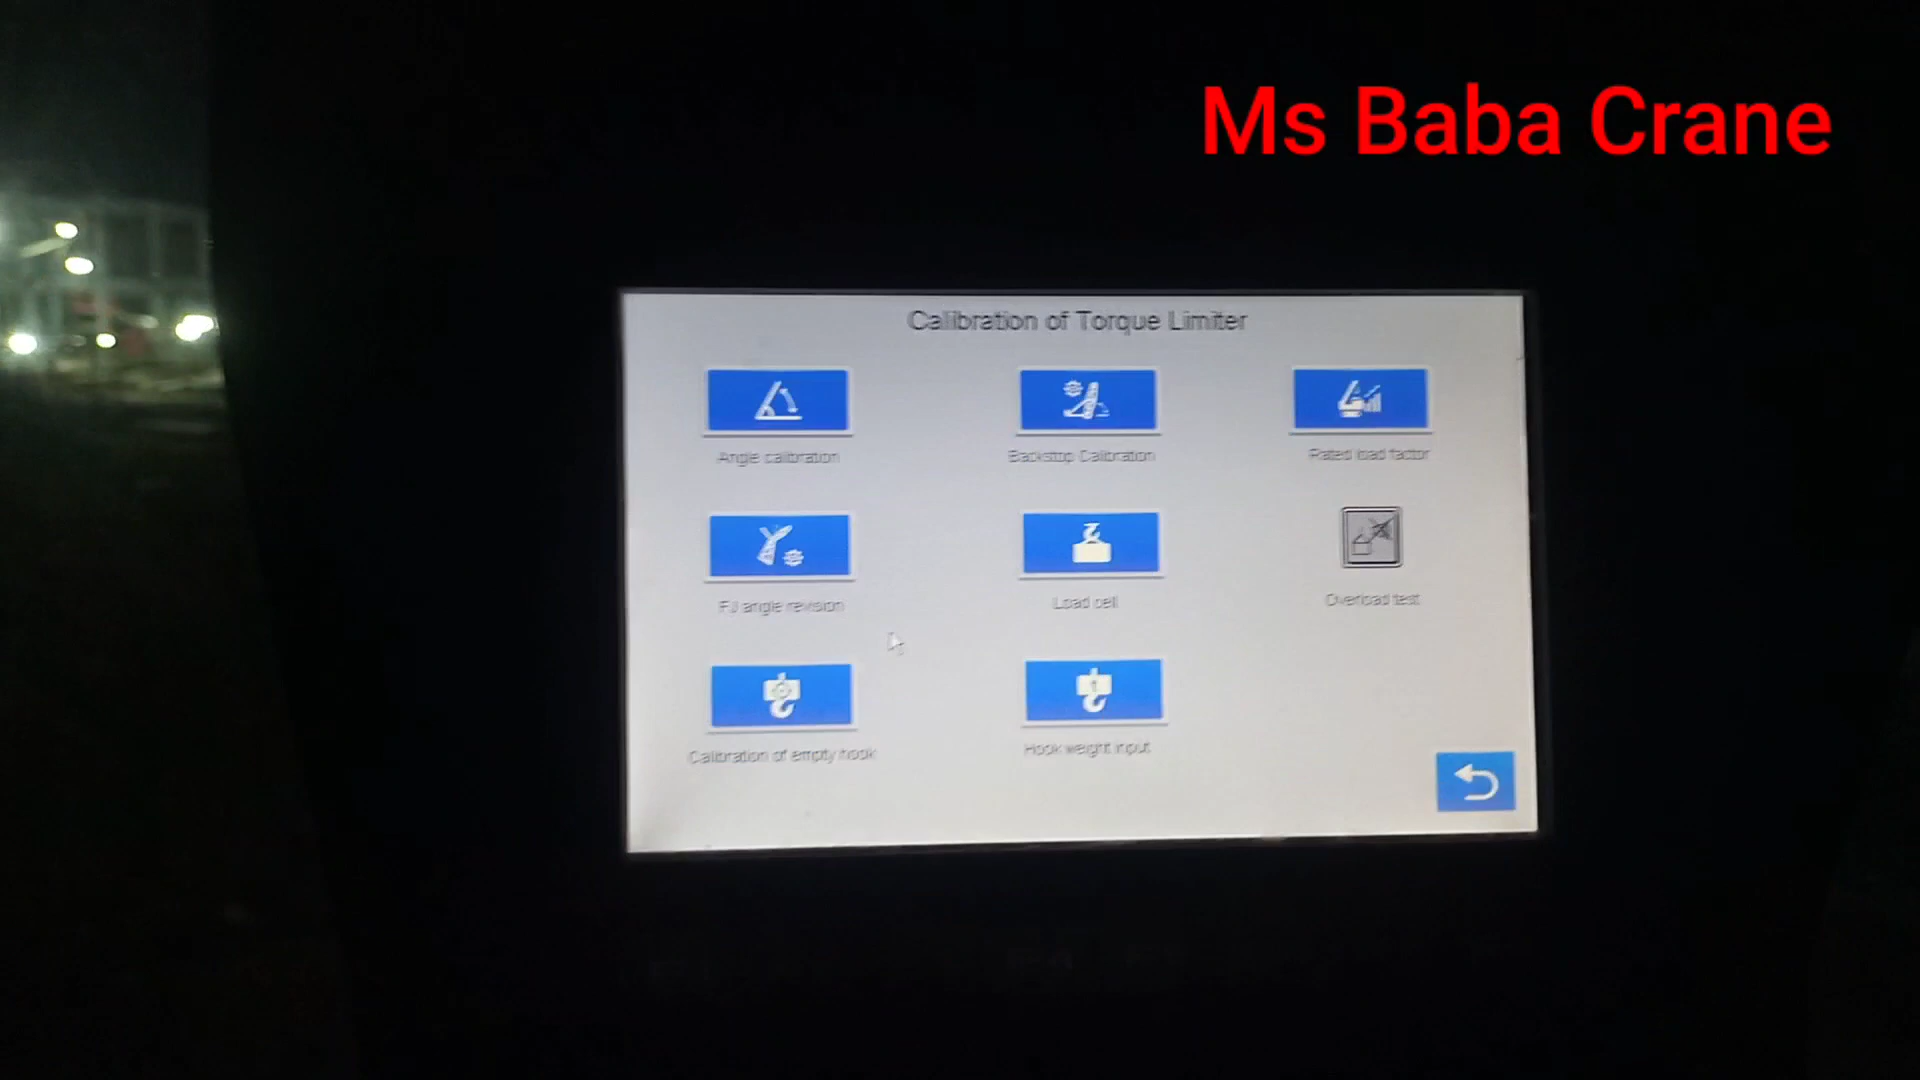 Ms Baba Crane
Calibration of Torque Limiter
Angle calibration
Backstop Calibration
Rated load factor
FJ angle revision
Load cell
Overload test
Calibration of empty hook
Hook weight input